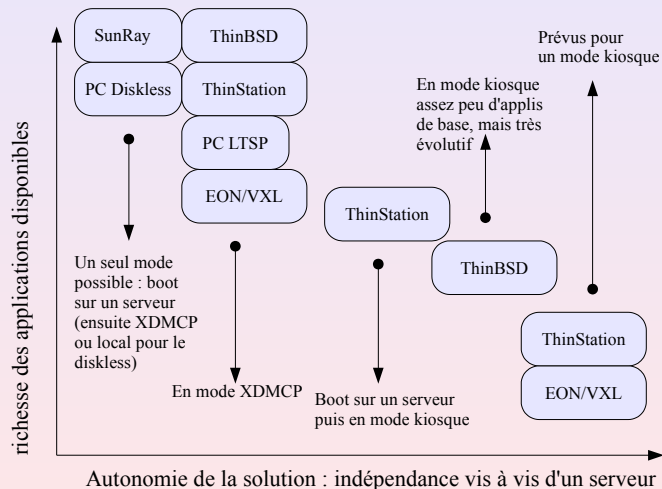 SunRay
ThinBSD
Prévus pour
un mode kiosque
PC Diskless
ThinStation
En mode kiosque
assez peu d'applis
de base, mais très
évolutif
PC LTSP
EON/VXL
ThinStation
ThinBSD
Un seul mode
possible : boot
sur un serveur
(ensuite XDMCP
ou local pour le
diskless)
ThinStation
EON/VXL
En mode XDMCP
Boot sur un serveur
puis en mode kiosque
richesse des applications disponibles
Autonomie de la solution : indépendance vis à vis d'un serveur